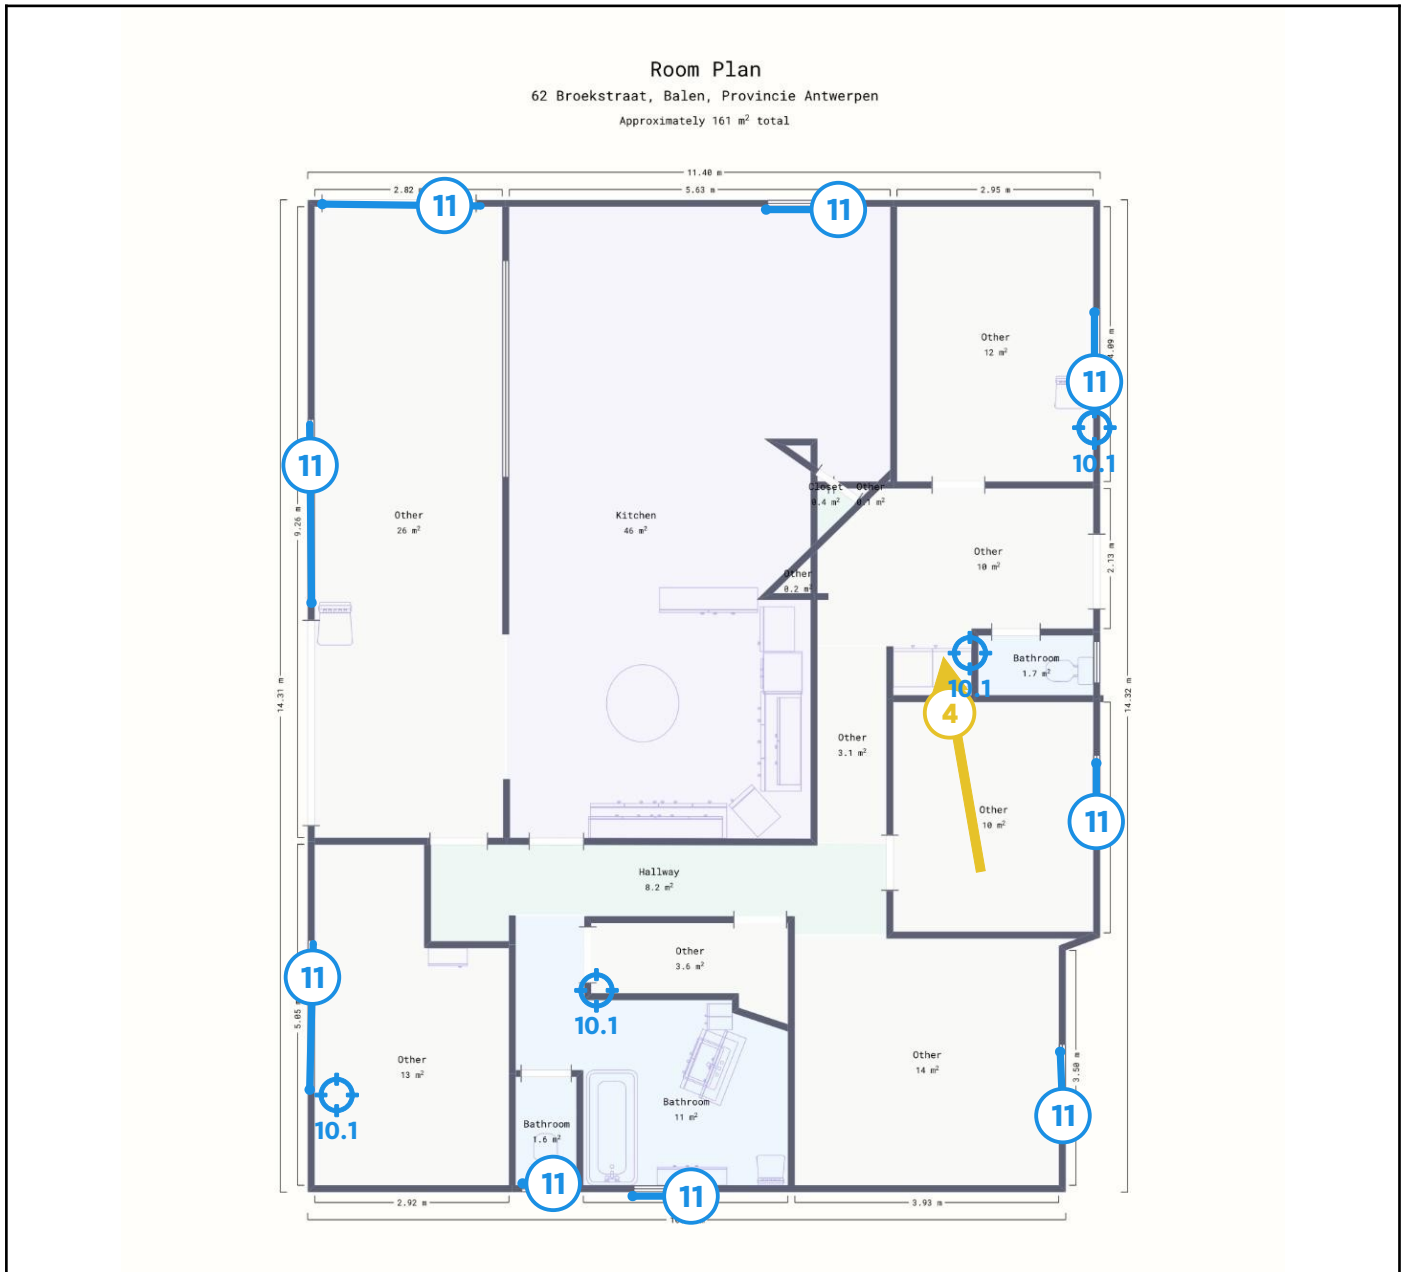 Room Plan
62 Broekstraat, Balen, Provincie Antwerpen
Approximately 161 m² total
11.40 m
2.82
5.63 m
2.95 m
11
11
Other
12 m²
4.09 m
11
10.1
11
9.26 m
Other
26 m²
Kitchen
46 m²
Closet
0.4 m²
Other
0.1 m²
Other
10 m²
2.13 m
Other
0.2 m²
Bathroom
1.7 m²
10.1
4
14.31 m
14.32 m
Other
3.1 m²
Other
10 m²
11
Hallway
8.2 m²
Other
3.6 m²
11
5.05 m
10.1
Other
13 m²
10.1
Other
14 m²
3.50 m
11
Bathroom
11 m²
Bathroom
1.6 m²
11
11
2.92 m
3.93 m